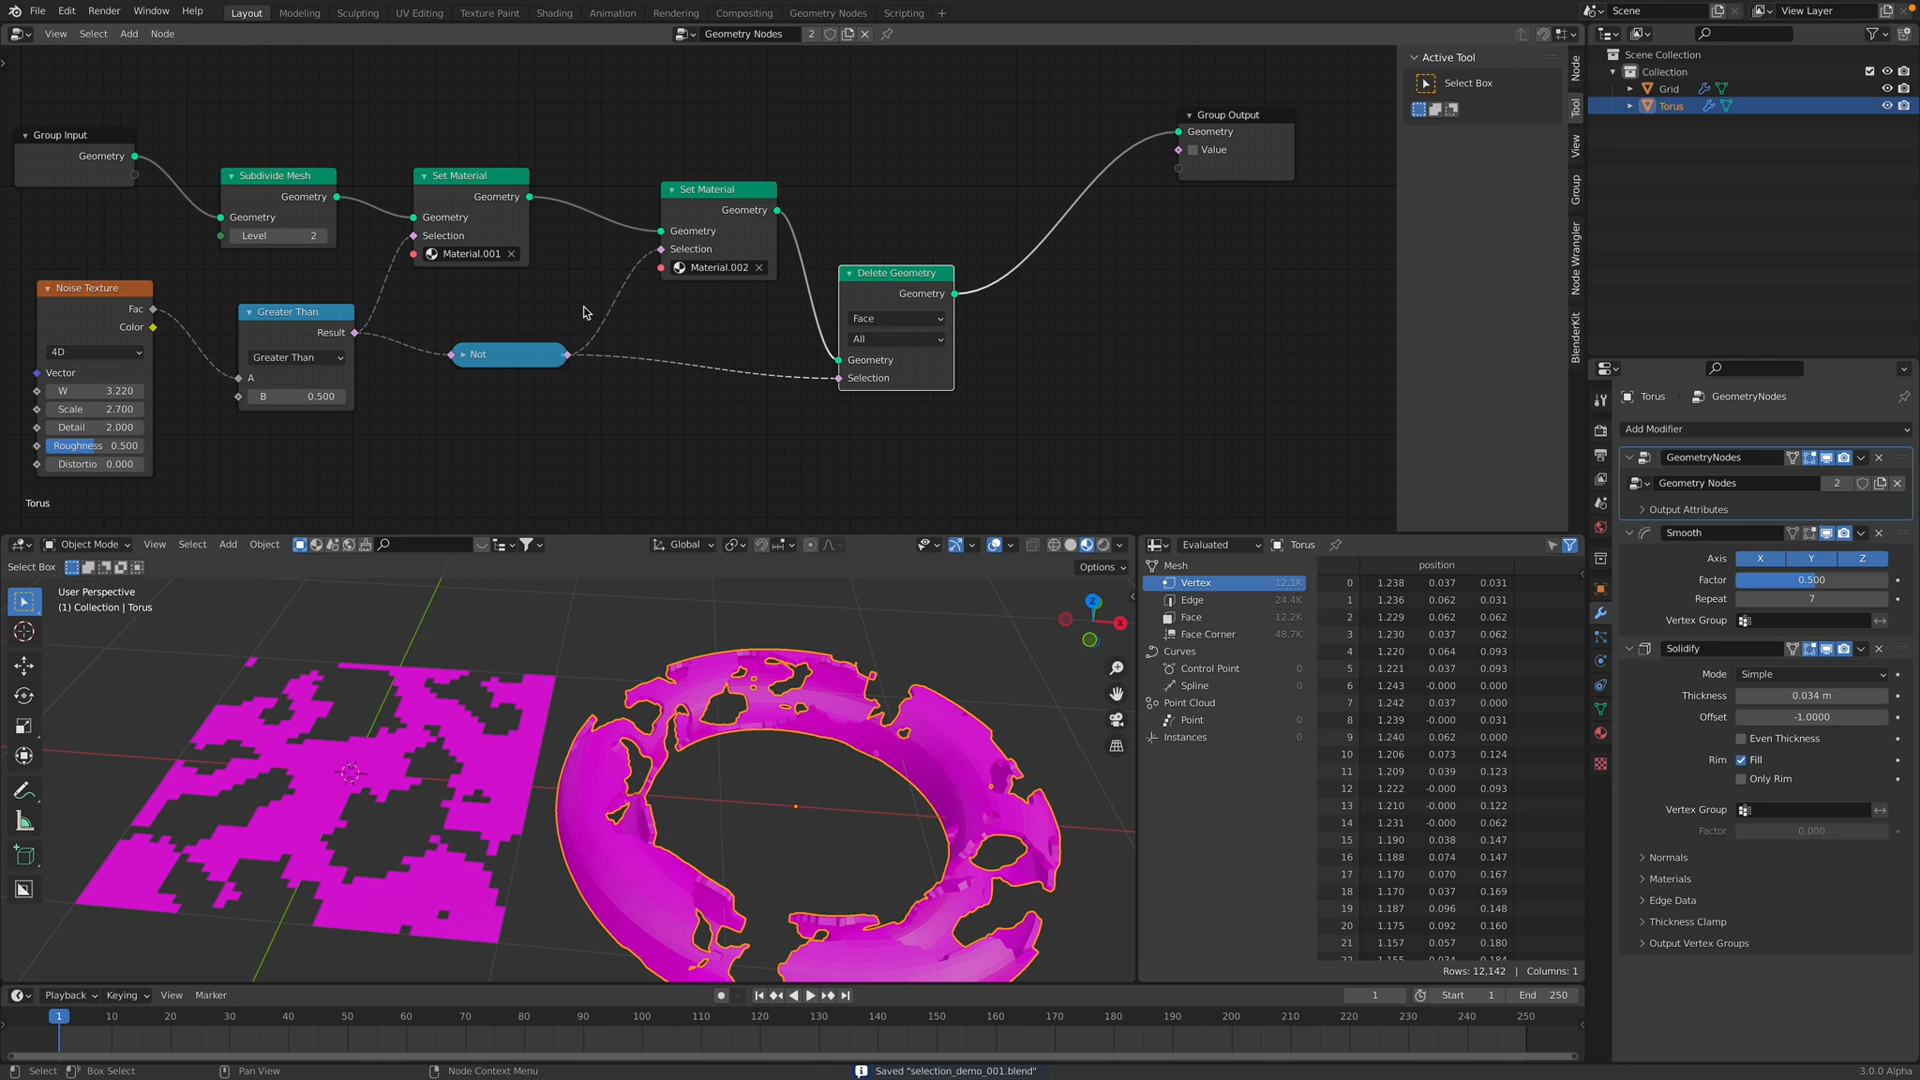 File Edit Render Window Help Layout Modeling Sculpting UV Editing Texture Paint Shading Animation Rendering Compositing Geometry Nodes Scripting + Scene View Layer
View Select Add Node Geometry Nodes 2
Active Tool
Select Box
Node
Tool
View
Group
Node Wrangler
BlenderKit
Group Input
Geometry
Subdivide Mesh
Geometry
Geometry
Level 2
Set Material
Geometry
Geometry
Selection
Material.001
Set Material
Geometry
Geometry
Selection
Material.002
Noise Texture
Fac
Color
4D
Vector
W 3.220
Scale 2.700
Detail 2.000
Roughness 0.500
Distortio 0.000
Greater Than
Result
Greater Than
A
B 0.500
Not
Delete Geometry
Geometry
Face
All
Geometry
Selection
Group Output
Geometry
Value
Torus
Scene Collection
Collection
Grid
Torus
Torus GeometryNodes
Add Modifier
GeometryNodes
Geometry Nodes 2
Output Attributes
Smooth
Axis X Y Z
Factor 0.500
Repeat 7
Vertex Group
Solidify
Mode Simple
Thickness 0.034 m
Offset -1.0000
Even Thickness
Rim Fill
Only Rim
Vertex Group
Factor 0.000
Normals
Materials
Edge Data
Thickness Clamp
Output Vertex Groups
Object Mode View Select Add Object Global
Select Box Options
User Perspective
(1) Collection | Torus
Z
X
Evaluated Torus
Mesh
Vertex 12.1K
Edge 24.4K
Face 12.2K
Face Corner 48.7K
Curves
Control Point 0
Spline 0
Point Cloud
Point 0
Instances 0
position
0 1.238 0.037 0.031
1 1.236 0.062 0.031
2 1.229 0.062 0.062
3 1.230 0.037 0.062
4 1.220 0.064 0.093
5 1.221 0.037 0.093
6 1.243 -0.000 0.000
7 1.242 0.037 0.000
8 1.239 -0.000 0.031
9 1.240 0.062 0.000
10 1.206 0.073 0.124
11 1.209 0.039 0.123
12 1.222 -0.000 0.093
13 1.210 -0.000 0.122
14 1.231 -0.000 0.062
15 1.190 0.038 0.147
16 1.188 0.074 0.147
17 1.170 0.070 0.167
18 1.170 0.037 0.169
19 1.187 0.096 0.148
20 1.175 0.092 0.160
21 1.157 0.057 0.180
Rows: 12,142 | Columns: 1
Playback Keying View Marker 1 Start 1 End 250
1 10 20 30 40 50 60 70 80 90 100 110 120 130 140 150 160 170 180 190 200 210 220 230 240 250
Select Box Select Pan View Node Context Menu Saved "selection_demo_001.blend" 3.0.0 Alpha